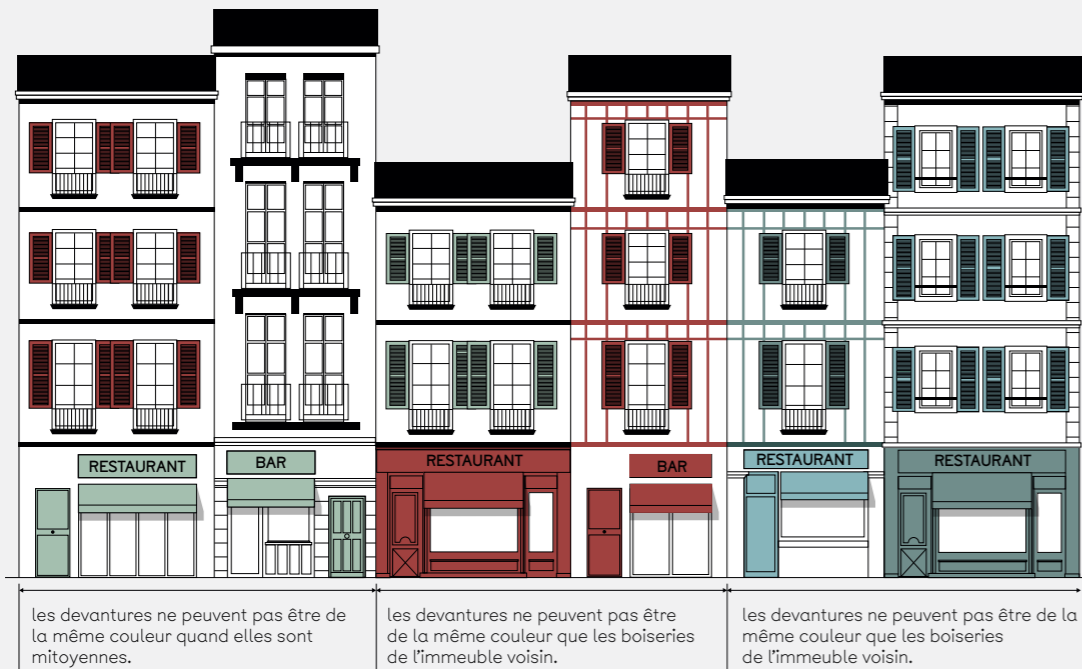 RESTAURANT
BAR
RESTAURANT
BAR
RESTAURANT
RESTAURANT
les devantures ne peuvent pas être de
la même couleur quand elles sont
mitoyennes.
les devantures ne peuvent pas être
de la même couleur que les boiseries
de l'immeuble voisin.
les devantures ne peuvent pas être de la
même couleur que les boiseries
de l'immeuble voisin.